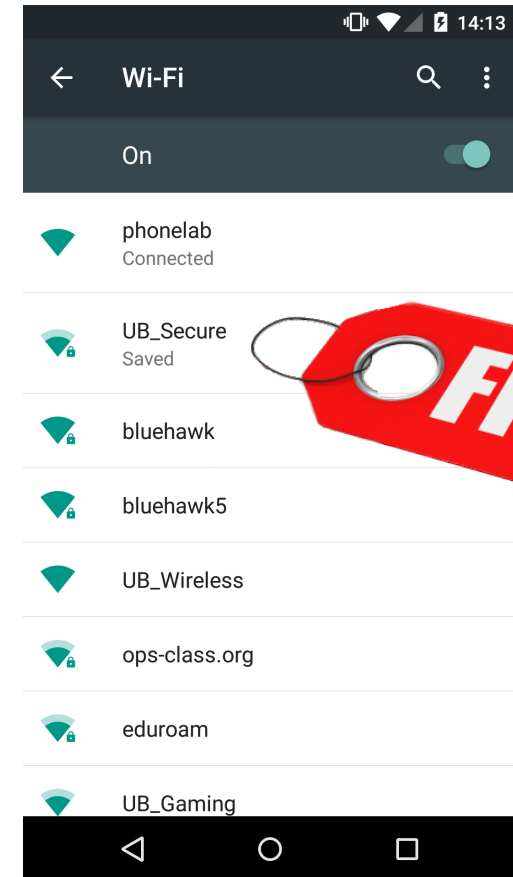 14:13
Wi-Fi
On
phonelab
Connected
UB_Secure
Saved
bluehawk
bluehawk5
UB_Wireless
ops-class.org
eduroam
UB_Gaming